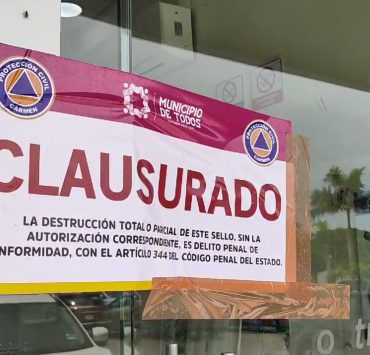 PROTECCIÓN CIVIL
CARMEN
MUNICIPIO
DE TODOS
PROTECCIÓN CIVIL
CARMEN
CLAUSURADO
LA DESTRUCCIÓN TOTAL O PARCIAL DE ESTE SELLO, SIN LA
AUTORIZACIÓN CORRESPONDIENTE, ES DELITO PENAL DE
ONFORMIDAD, CON EL ARTÍCULO 344 DEL CÓDIGO PENAL DEL ESTADO.